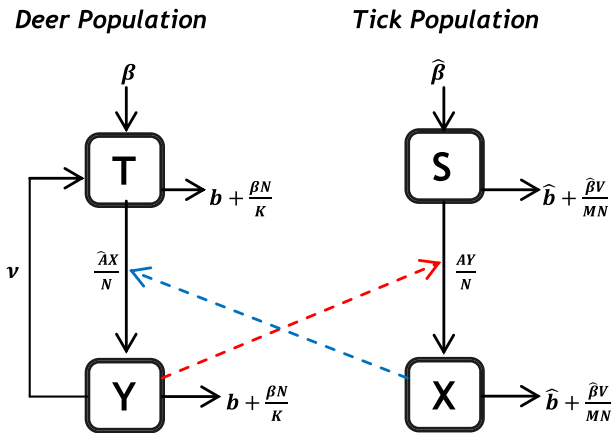 Deer Population Tick Population
β β̂
T S
b + βN/K b̂ + β̂V/MN
ν ÂX/N AY/N
Y X
b + βN/K b̂ + β̂V/MN